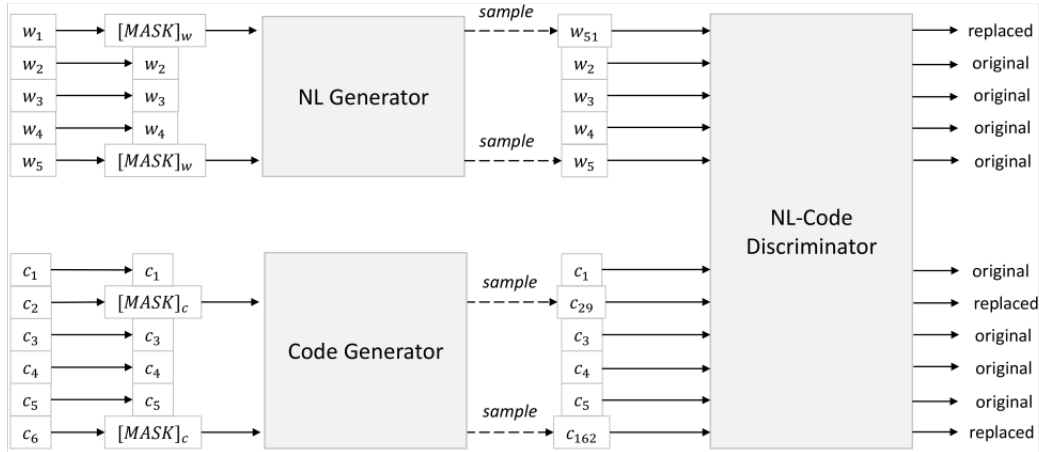 w₁ [MASK]w sample w₅₁ replaced
w₂ w₂ w₂ original
w₃ w₃ NL Generator w₃ original
w₄ w₄ w₄ original
w₅ [MASK]w sample w₅ original
NL-Code
Discriminator
c₁ c₁ c₁ original
c₂ [MASK]c sample c₂₉ replaced
c₃ c₃ c₃ original
Code Generator
c₄ c₄ c₄ original
c₅ c₅ c₅ original
c₆ [MASK]c sample c₁₆₂ replaced